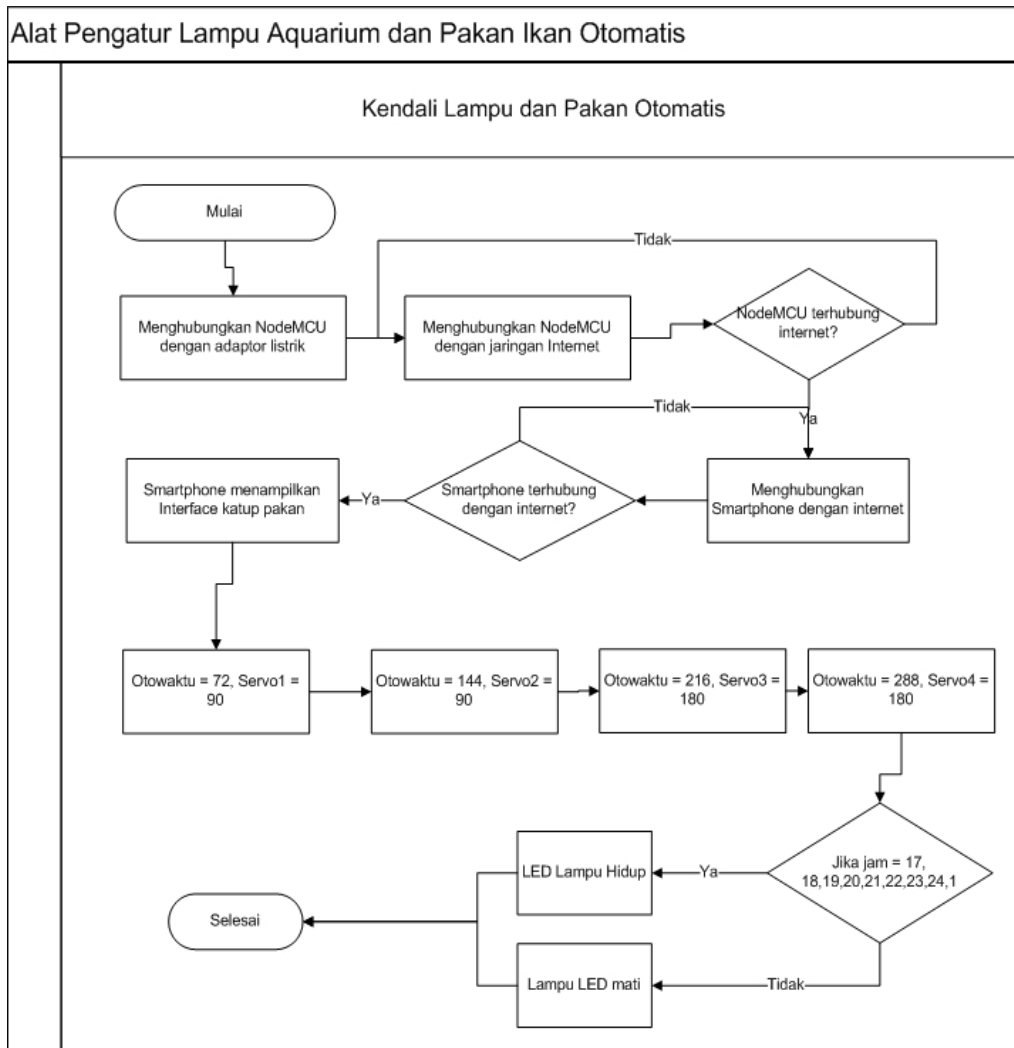 Alat Pengatur Lampu Aquarium dan Pakan Ikan Otomatis
Kendali Lampu dan Pakan Otomatis
Mulai
Tidak
Menghubungkan NodeMCU
dengan adaptor listrik
Menghubungkan NodeMCU
dengan jaringan Internet
NodeMCU terhubung
internet?
Tidak
Ya
Smartphone menampilkan
Interface katup pakan
Ya
Smartphone terhubung
dengan internet?
Menghubungkan
Smartphone dengan internet
Otowaktu = 72, Servo1 =
90
Otowaktu = 144, Servo2 =
90
Otowaktu = 216, Servo3 =
180
Otowaktu = 288, Servo4 =
180
LED Lampu Hidup
Ya
Jika jam = 17,
18,19,20,21,22,23,24,1
Selesai
Lampu LED mati
Tidak